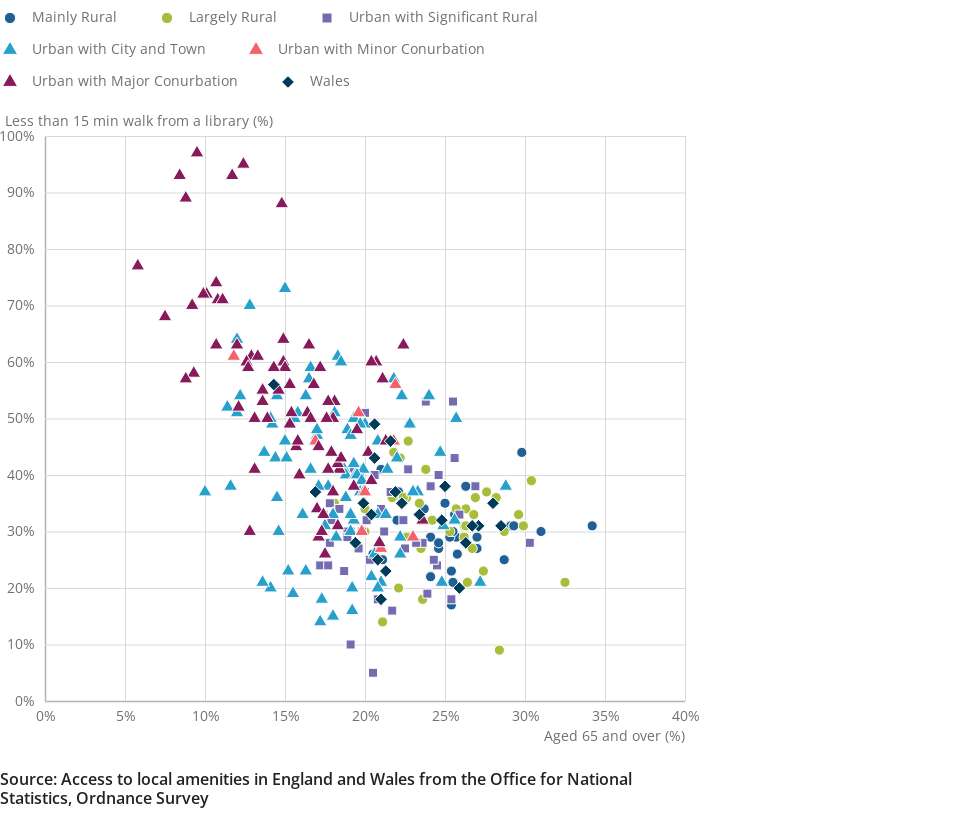 Mainly Rural Largely Rural Urban with Significant Rural
Urban with City and Town Urban with Minor Conurbation
Urban with Major Conurbation Wales
Less than 15 min walk from a library (%)
100%
90%
80%
70%
60%
50%
40%
30%
20%
10%
0%
0% 5% 10% 15% 20% 25% 30% 35% 40%
Aged 65 and over (%)
Source: Access to local amenities in England and Wales from the Office for National
Statistics, Ordnance Survey